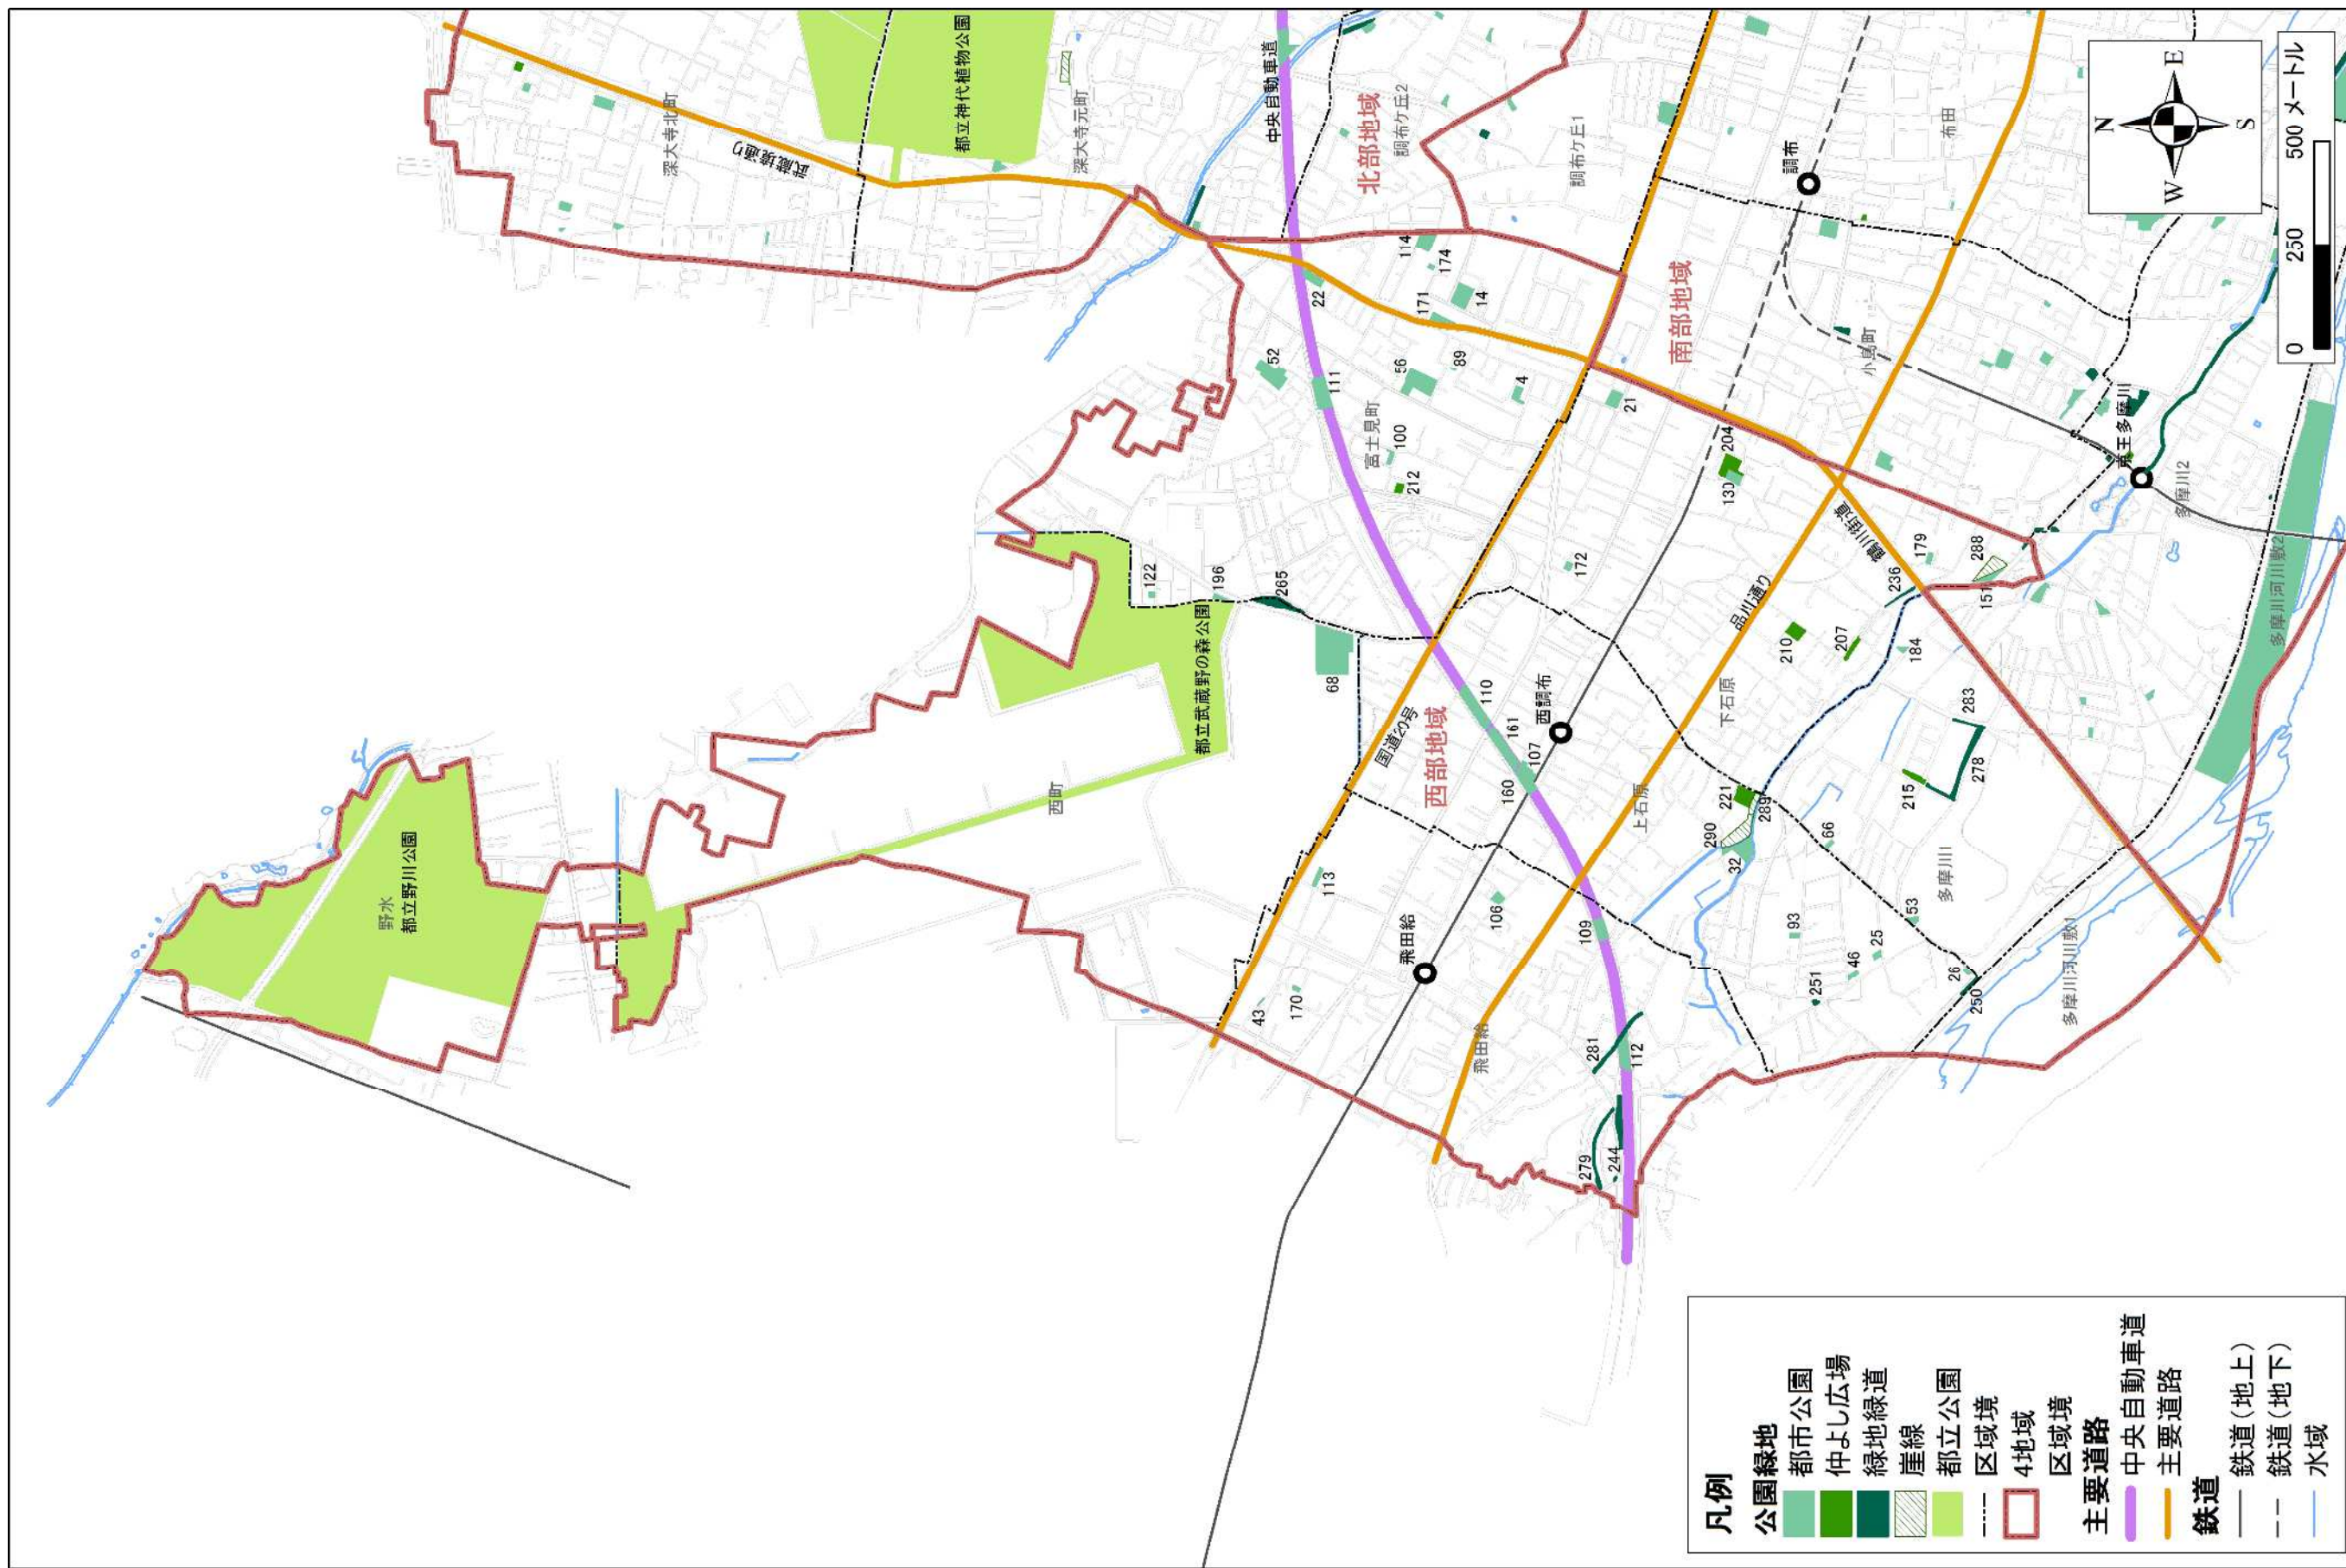 深大寺北町
武蔵境通り
都立神代植物公園
深大寺元町
中央自動車道
北部地域
調布ケ丘2
調布ケ丘1
114
174
171
14
22
52
111
56
89
4
富士見町
100
212
21
南部地域
調布
布田
小島町
204
130
京王多摩川
多摩川2
多摩川河川敷2
鶴川街道
179
288
236
151
品川通り
210
207
184
172
122
196
265
都立武蔵野の森公園
68
国道20号
西部地域
110
161
107
160
西調布
下石原
283
278
215
221
289
290
32
66
上石原
多摩川1
53
93
25
46
26
251
250
多摩川河川敷1
西町
野水
都立野川公園
113
106
109
飛田給
43
170
飛田給
281
112
279
244
N
E
S
W
0
250
500 メートル
凡例
公園緑地
都市公園
仲よし広場
緑地緑道
崖線
都立公園
区域境
4地域
区域境
主要道路
中央自動車道
主要道路
鉄道
鉄道(地上)
鉄道(地下)
水域